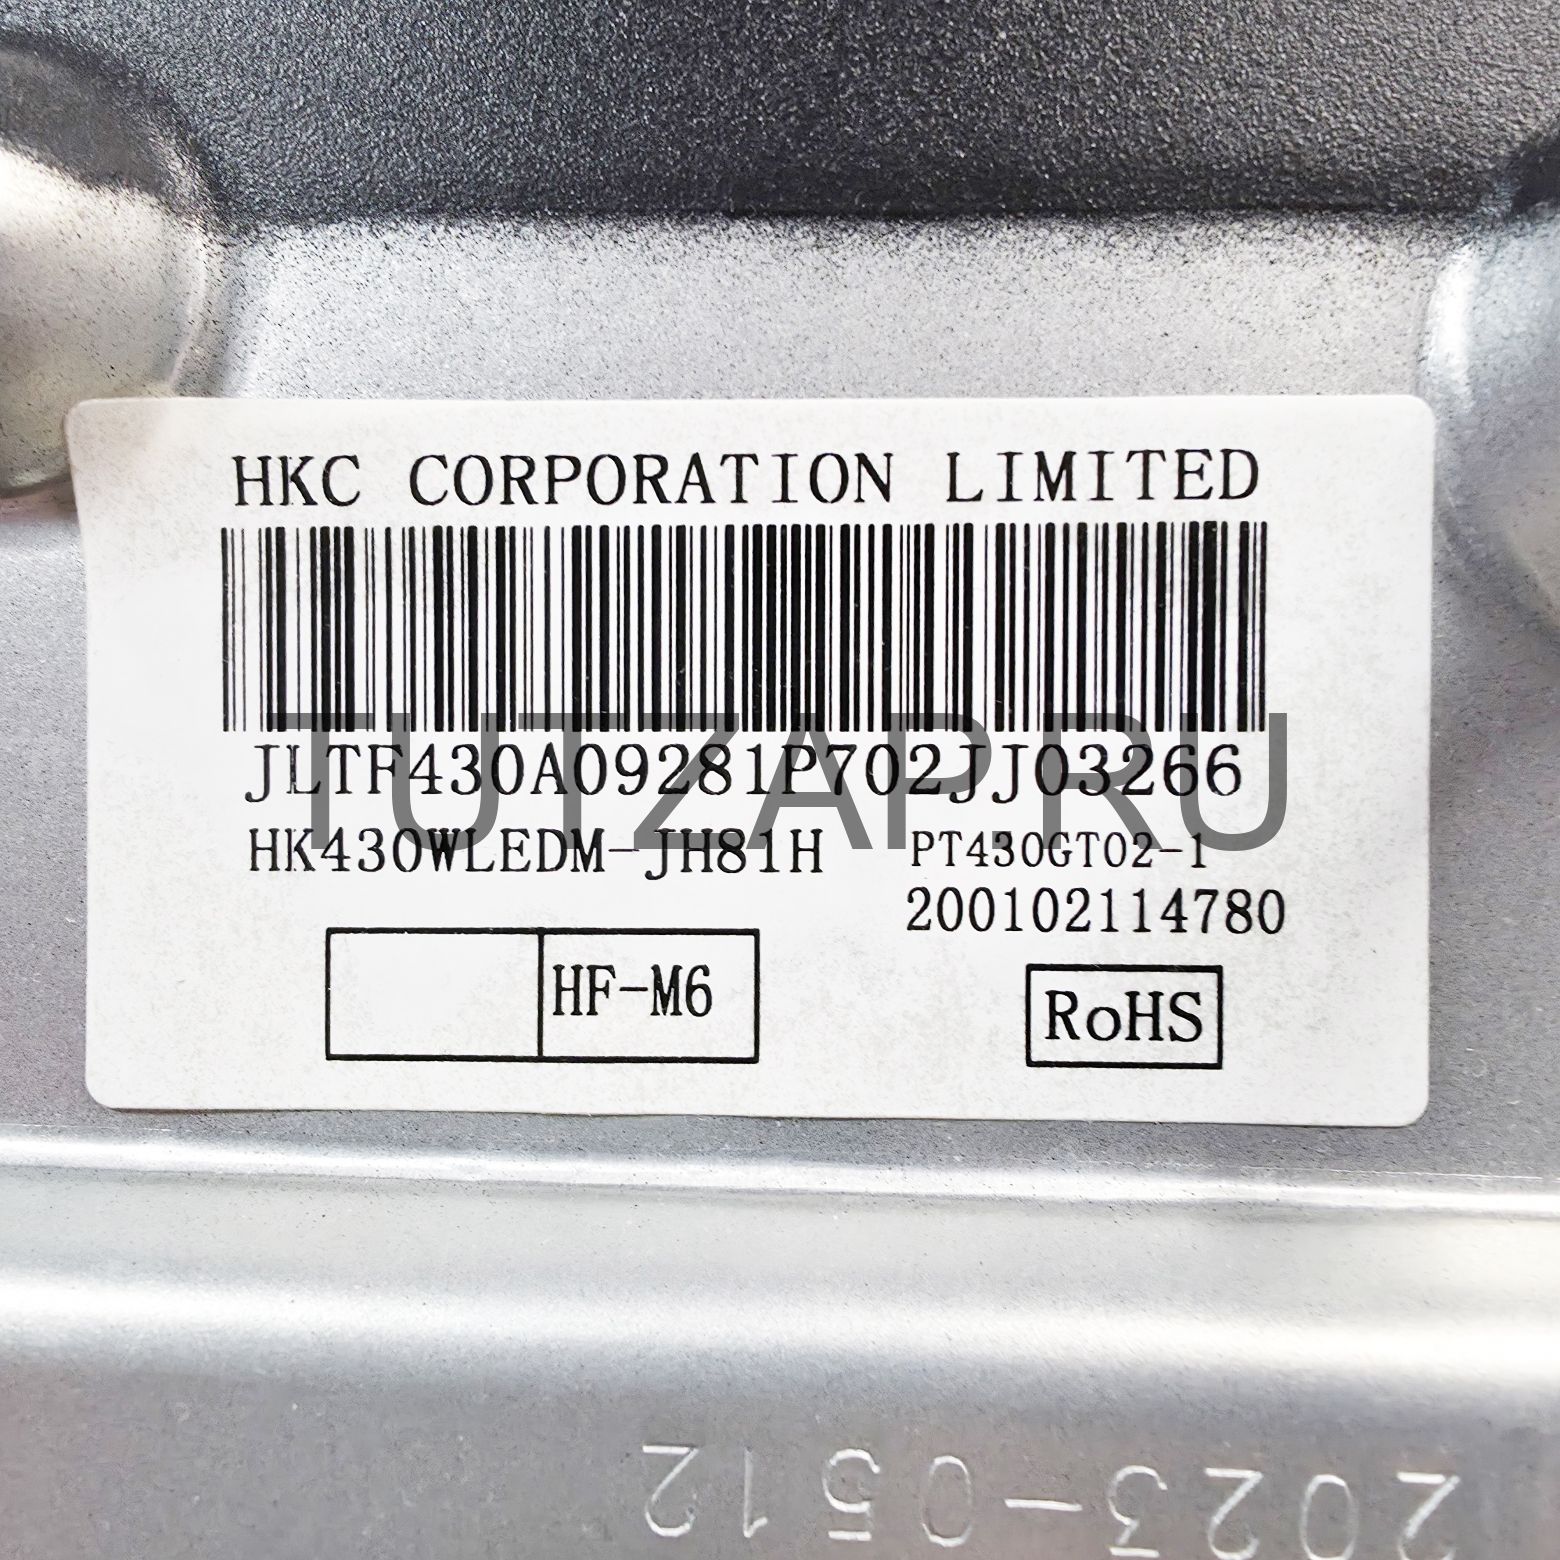 HKC CORPORATION LIMITED
JLTF430A09281P702JJ03266
TUTZAP.RU
HK430WLEDM-JH81H PT430GT02-1
200102114780
HF-M6
RoHS
2023-0512